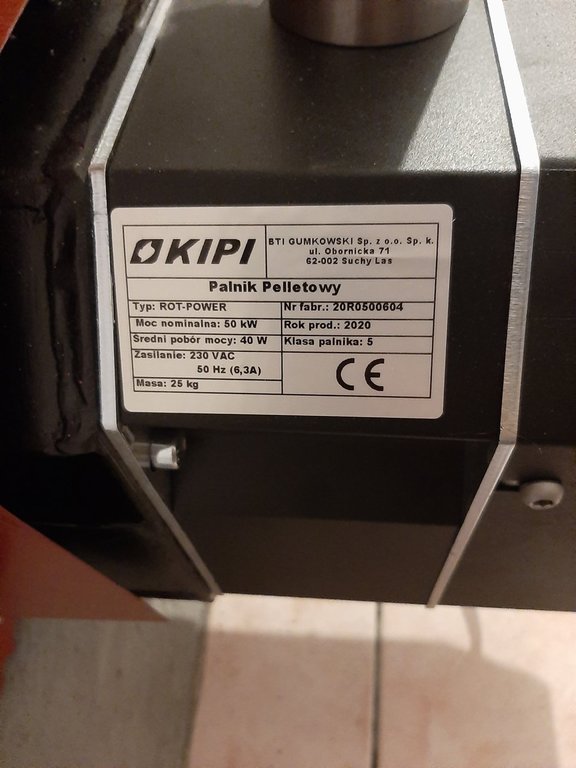 KIPI
BTI GUMKOWSKI Sp. z o.o. Sp. k.
ul. Obornicka 71
62-002 Suchy Las
Palnik Pelletowy
Typ: ROT-POWER
Nr fabr.: 20R0500604
Moc nominalna: 50 kW
Rok prod.: 2020
Sredni pobór mocy: 40 W
Klasa palnika: 5
Zasilanie: 230 VAC
50 Hz (6,3A)
CE
Masa: 25 kg